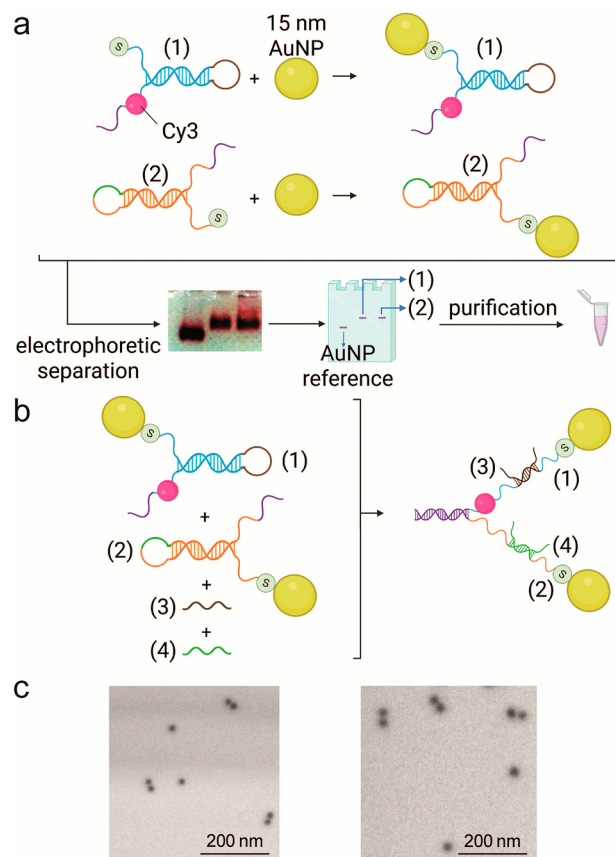 a
15 nm
AuNP
S
(1)
+
Cy3
S
(1)
(2)
+
S
(2)
S
electrophoretic
separation
(1)
(2)
AuNP
reference
purification
b
S
(1)
+
(2)
S
+
(3)
+
(4)
(3)
S
(1)
(4)
(2)
S
c
200 nm
200 nm